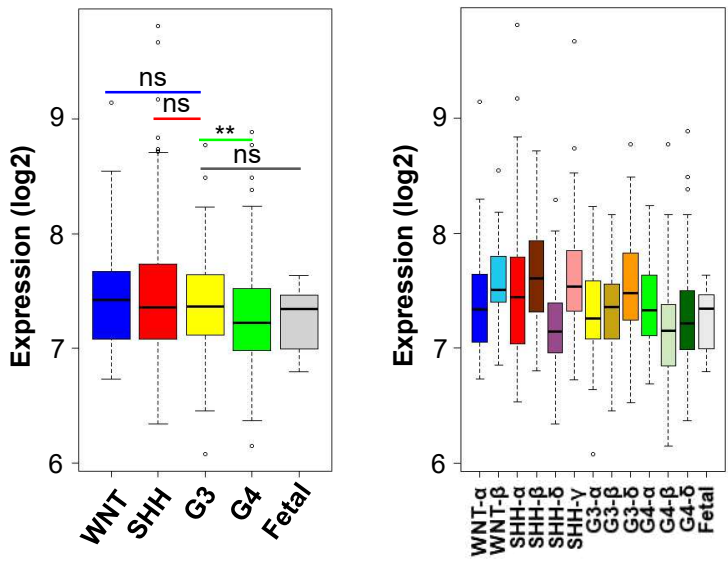 Expression (log2)
9
8
7
6
ns
ns
**
ns
WNT
SHH
G3
G4
Fetal
Expression (log2)
9
8
7
6
WNT-α
WNT-β
SHH-α
SHH-β
SHH-δ
SHH-γ
G3-α
G3-β
G3-δ
G4-α
G4-β
G4-δ
Fetal